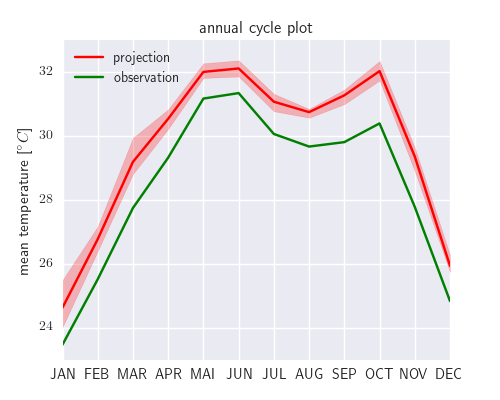 annual cycle plot
projection
observation
mean temperature [°C]
32
30
28
26
24
JAN FEB MAR APR MAI JUN JUL AUG SEP OCT NOV DEC